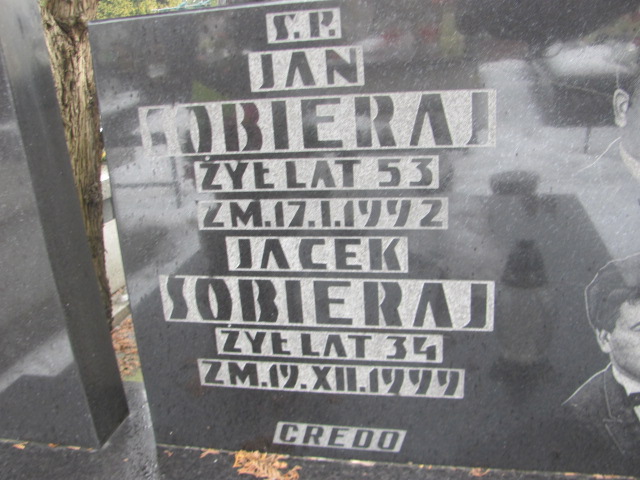 Ś.P.
JAN
SOBIERAJ
ŻYŁ LAT 53
ZM.17.I.1992
JACEK
SOBIERAJ
ŻYŁ LAT 34
ZM.19.XII.1999
CREDO